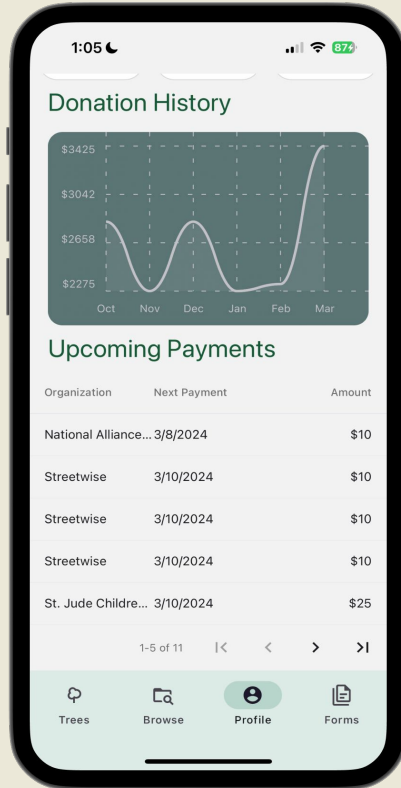 1:05 87
Donation History
$3425
$3042
$2658
$2275
Oct Nov Dec Jan Feb Mar
Upcoming Payments
Organization Next Payment Amount
National Alliance... 3/8/2024 $10
Streetwise 3/10/2024 $10
Streetwise 3/10/2024 $10
Streetwise 3/10/2024 $10
St. Jude Childre... 3/10/2024 $25
1-5 of 11
Trees Browse Profile Forms